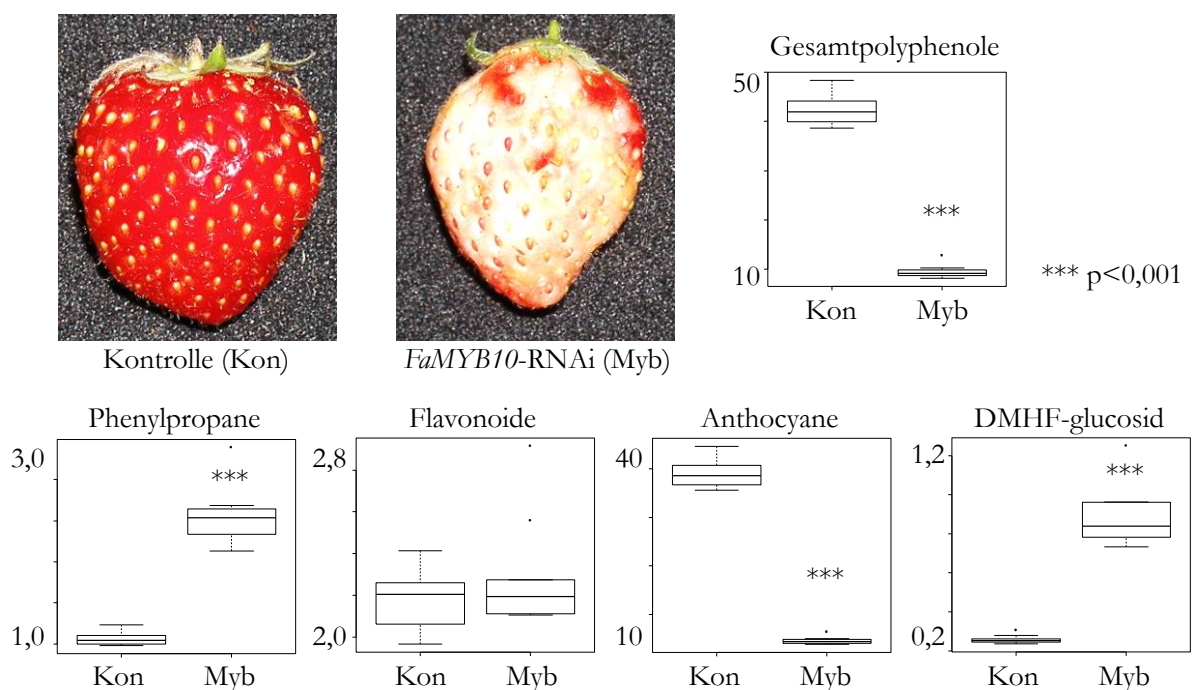 Gesamtpolyphenole
50
10
***
Kon Myb
*** p<0,001
Kontrolle (Kon)
FaMYB10-RNAi (Myb)
Phenylpropane
3,0
1,0
***
Kon Myb
Flavonoide
2,8
2,0
Kon Myb
Anthocyane
40
10
***
Kon Myb
DMHF-glucosid
1,2
0,2
***
Kon Myb